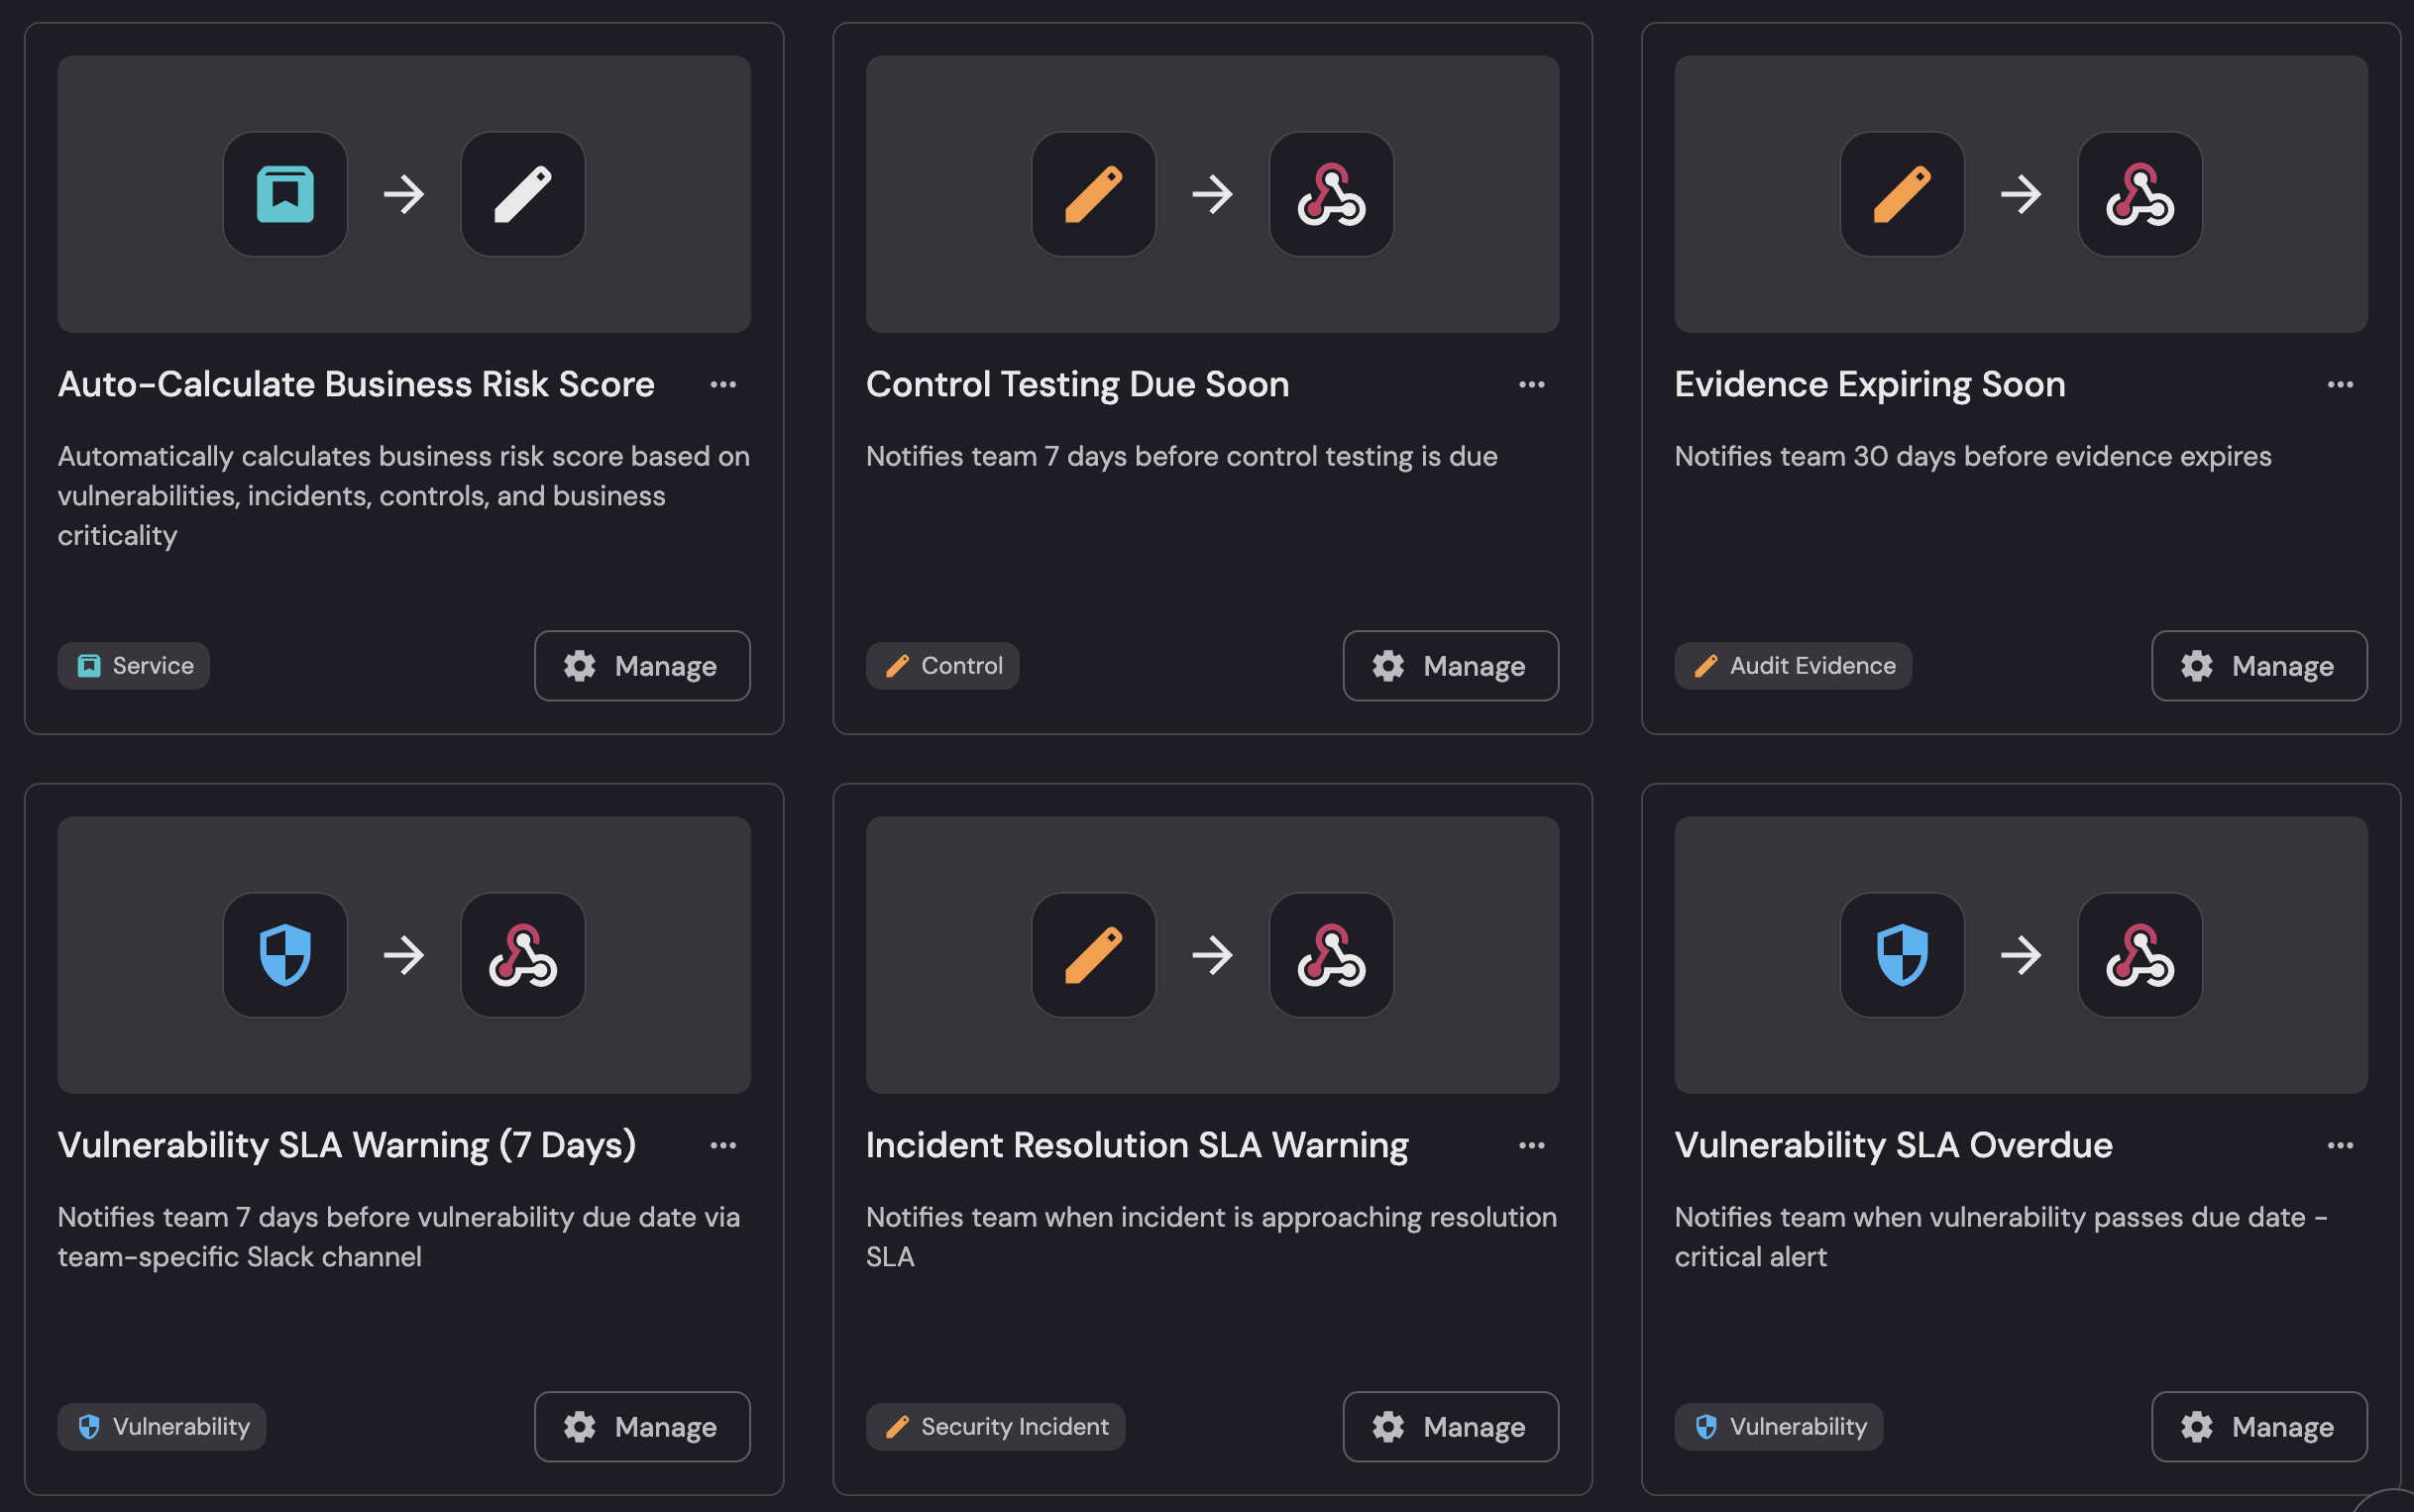 Auto-Calculate Business Risk Score
Automatically calculates business risk score based on
vulnerabilities, incidents, controls, and business
criticality
Service
Manage
Control Testing Due Soon
Notifies team 7 days before control testing is due
Control
Manage
Evidence Expiring Soon
Notifies team 30 days before evidence expires
Audit Evidence
Manage
Vulnerability SLA Warning (7 Days)
Notifies team 7 days before vulnerability due date via
team-specific Slack channel
Vulnerability
Manage
Incident Resolution SLA Warning
Notifies team when incident is approaching resolution
SLA
Security Incident
Manage
Vulnerability SLA Overdue
Notifies team when vulnerability passes due date -
critical alert
Vulnerability
Manage